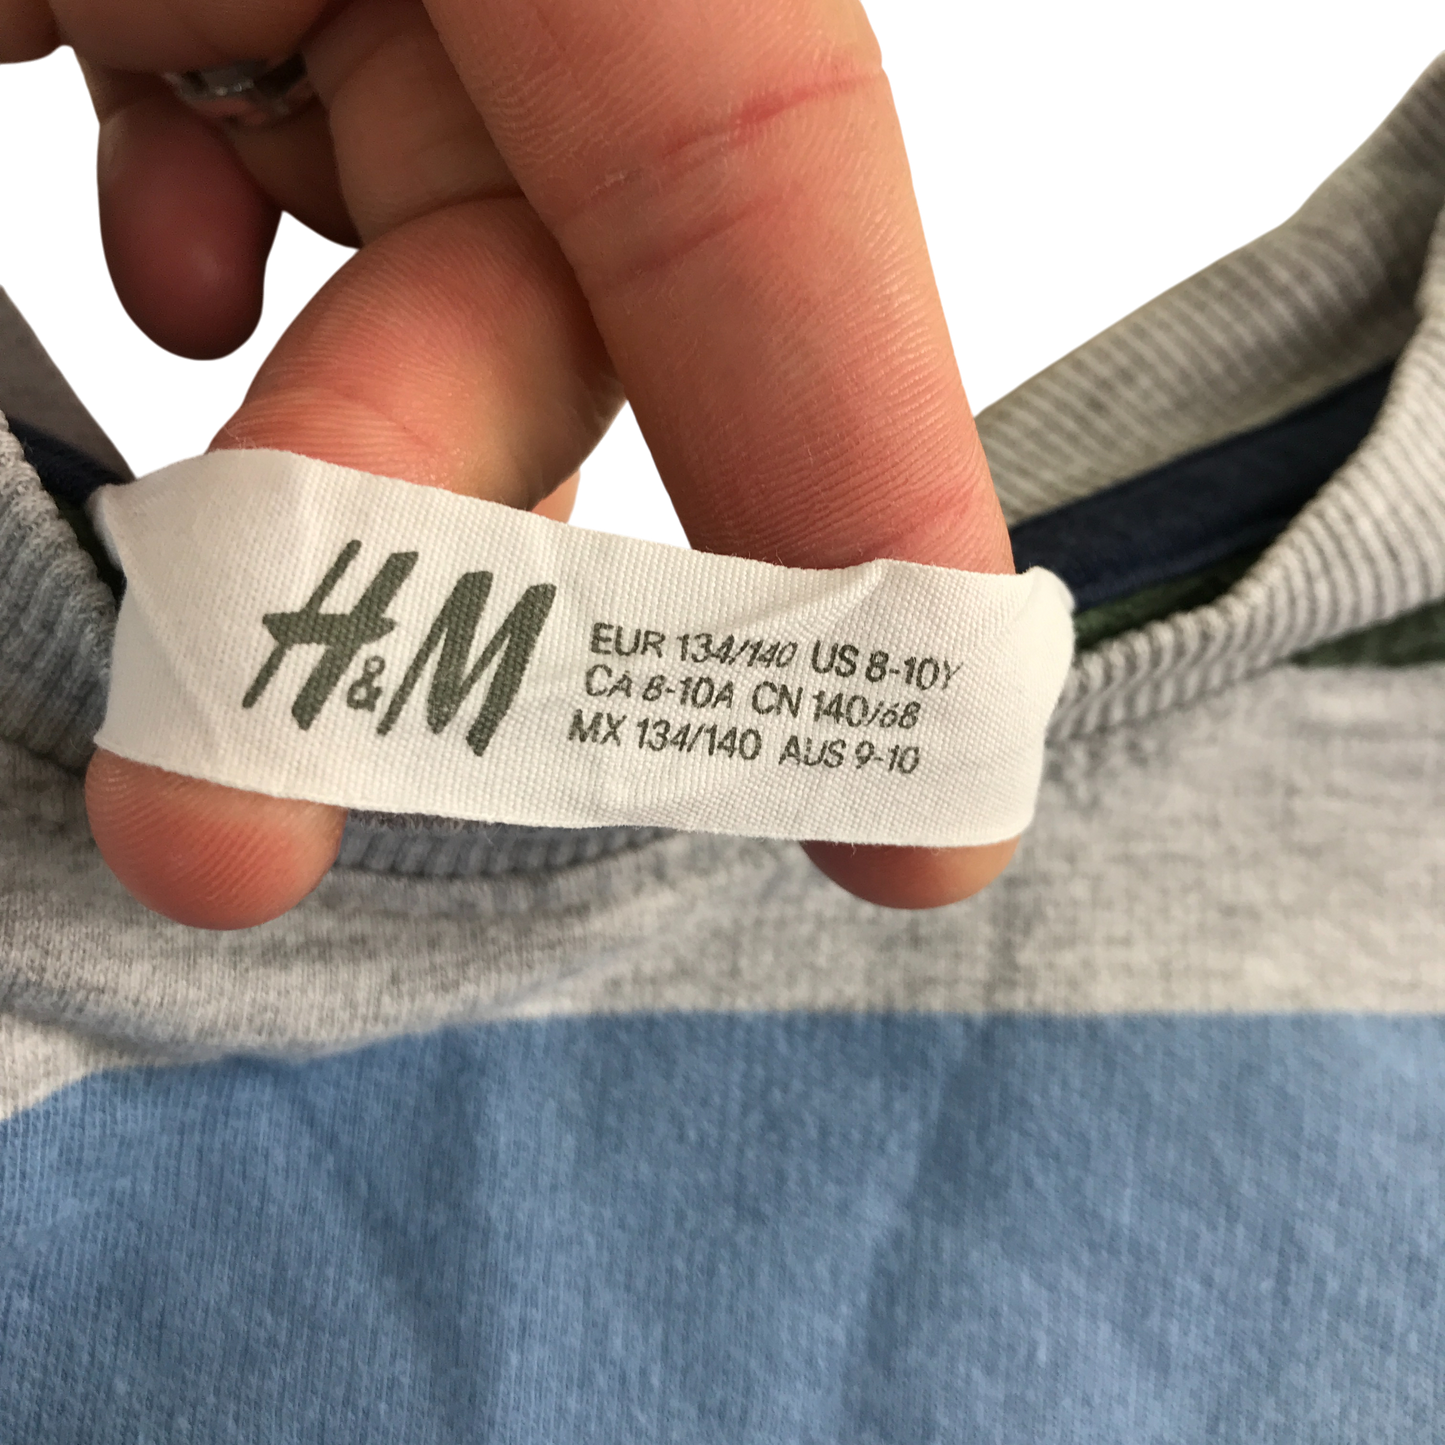 H&M
EUR 134/140 US 8-10Y
CA 8-10A CN 140/68
MX 134/140 AUS 9-10